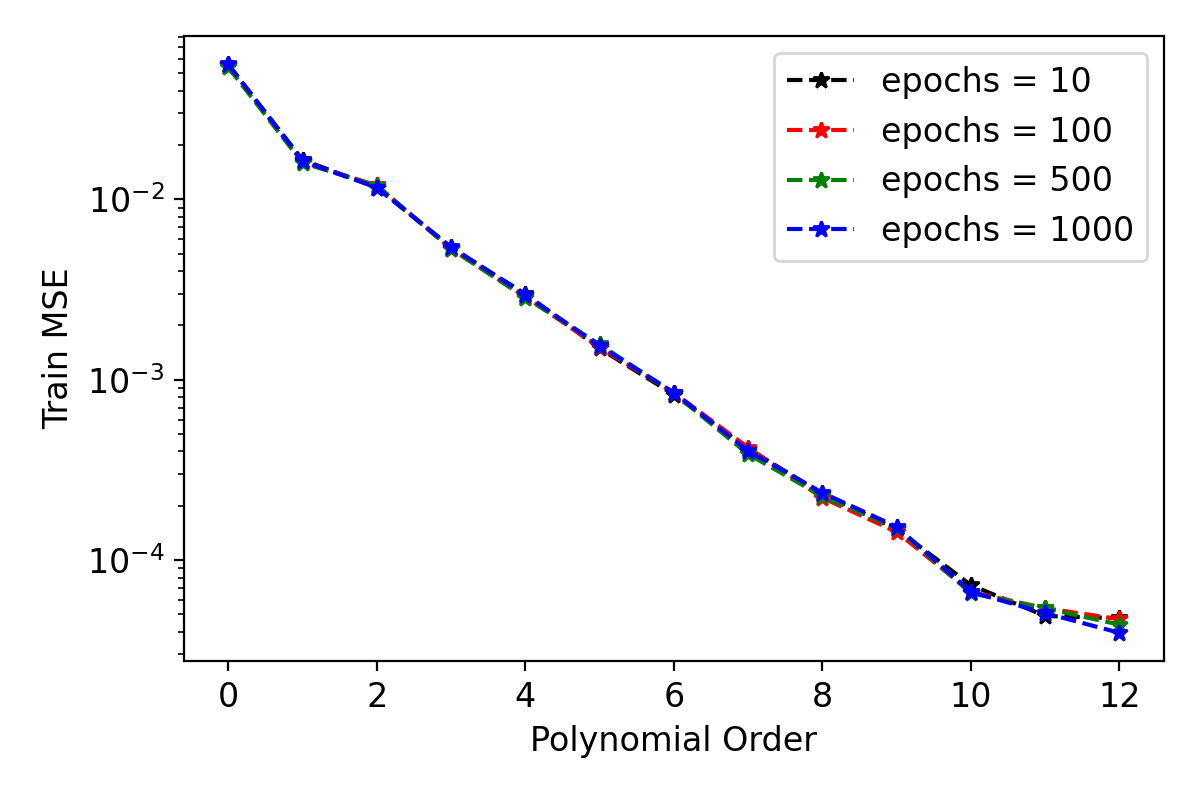 epochs = 10
epochs = 100
epochs = 500
epochs = 1000
Train MSE
10⁻²
10⁻³
10⁻⁴
0 2 4 6 8 10 12
Polynomial Order